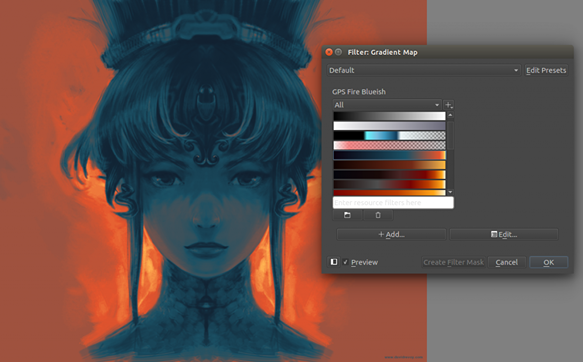 Filter: Gradient Map
Default
Edit Presets
GPS Fire Blueish
All
Enter resource filters here
Add...
Edit...
Preview
Create Filter Mask
Cancel
OK